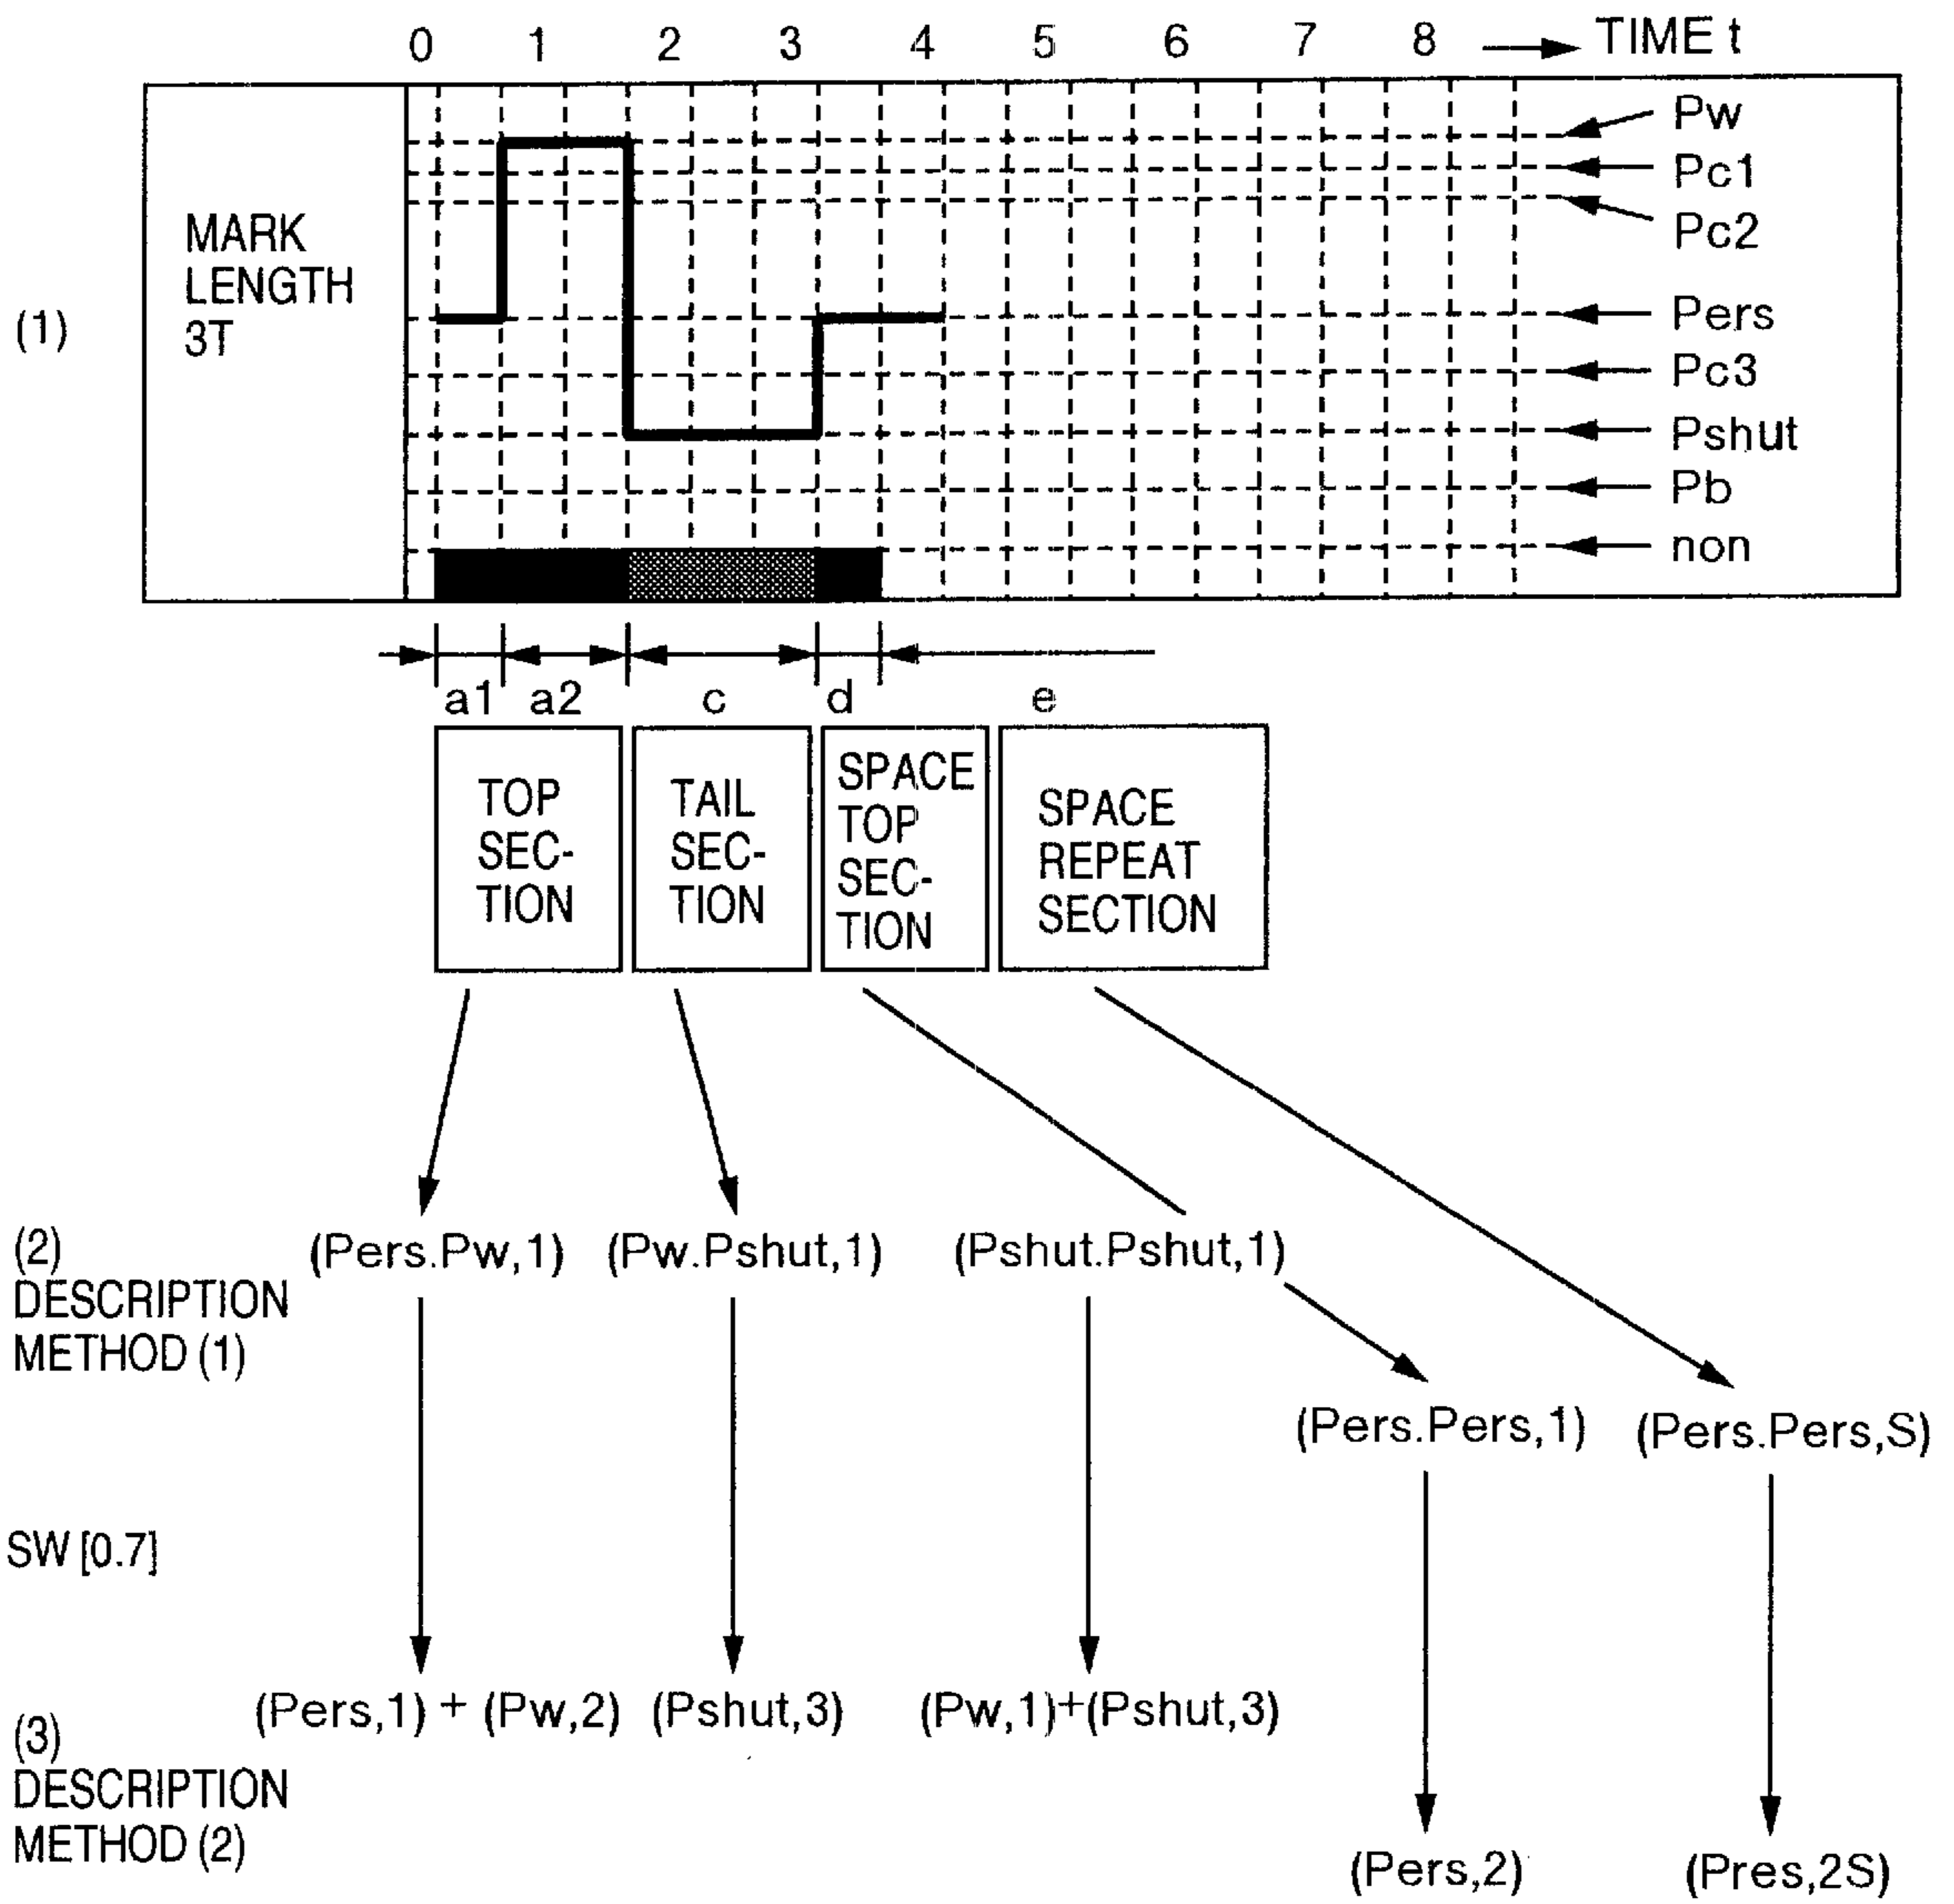 0 1 2 3 4 5 6 7 8 TIME t
Pw
Pc1
Pc2
Pers
Pc3
Pshut
Pb
non
(1)
MARK
LENGTH
3T
a1 a2 c d e
TOP
SEC-
TION
TAIL
SEC-
TION
SPACE
TOP
SEC-
TION
SPACE
REPEAT
SECTION
(2)
DESCRIPTION
METHOD (1)
(Pers.Pw,1) (Pw.Pshut,1) (Pshut.Pshut,1)
(Pers.Pers,1) (Pers.Pers,S)
SW [0.7]
(3)
DESCRIPTION
METHOD (2)
(Pers,1) + (Pw,2) (Pshut,3) (Pw,1)+(Pshut,3)
(Pers,2) (Pres,2S)